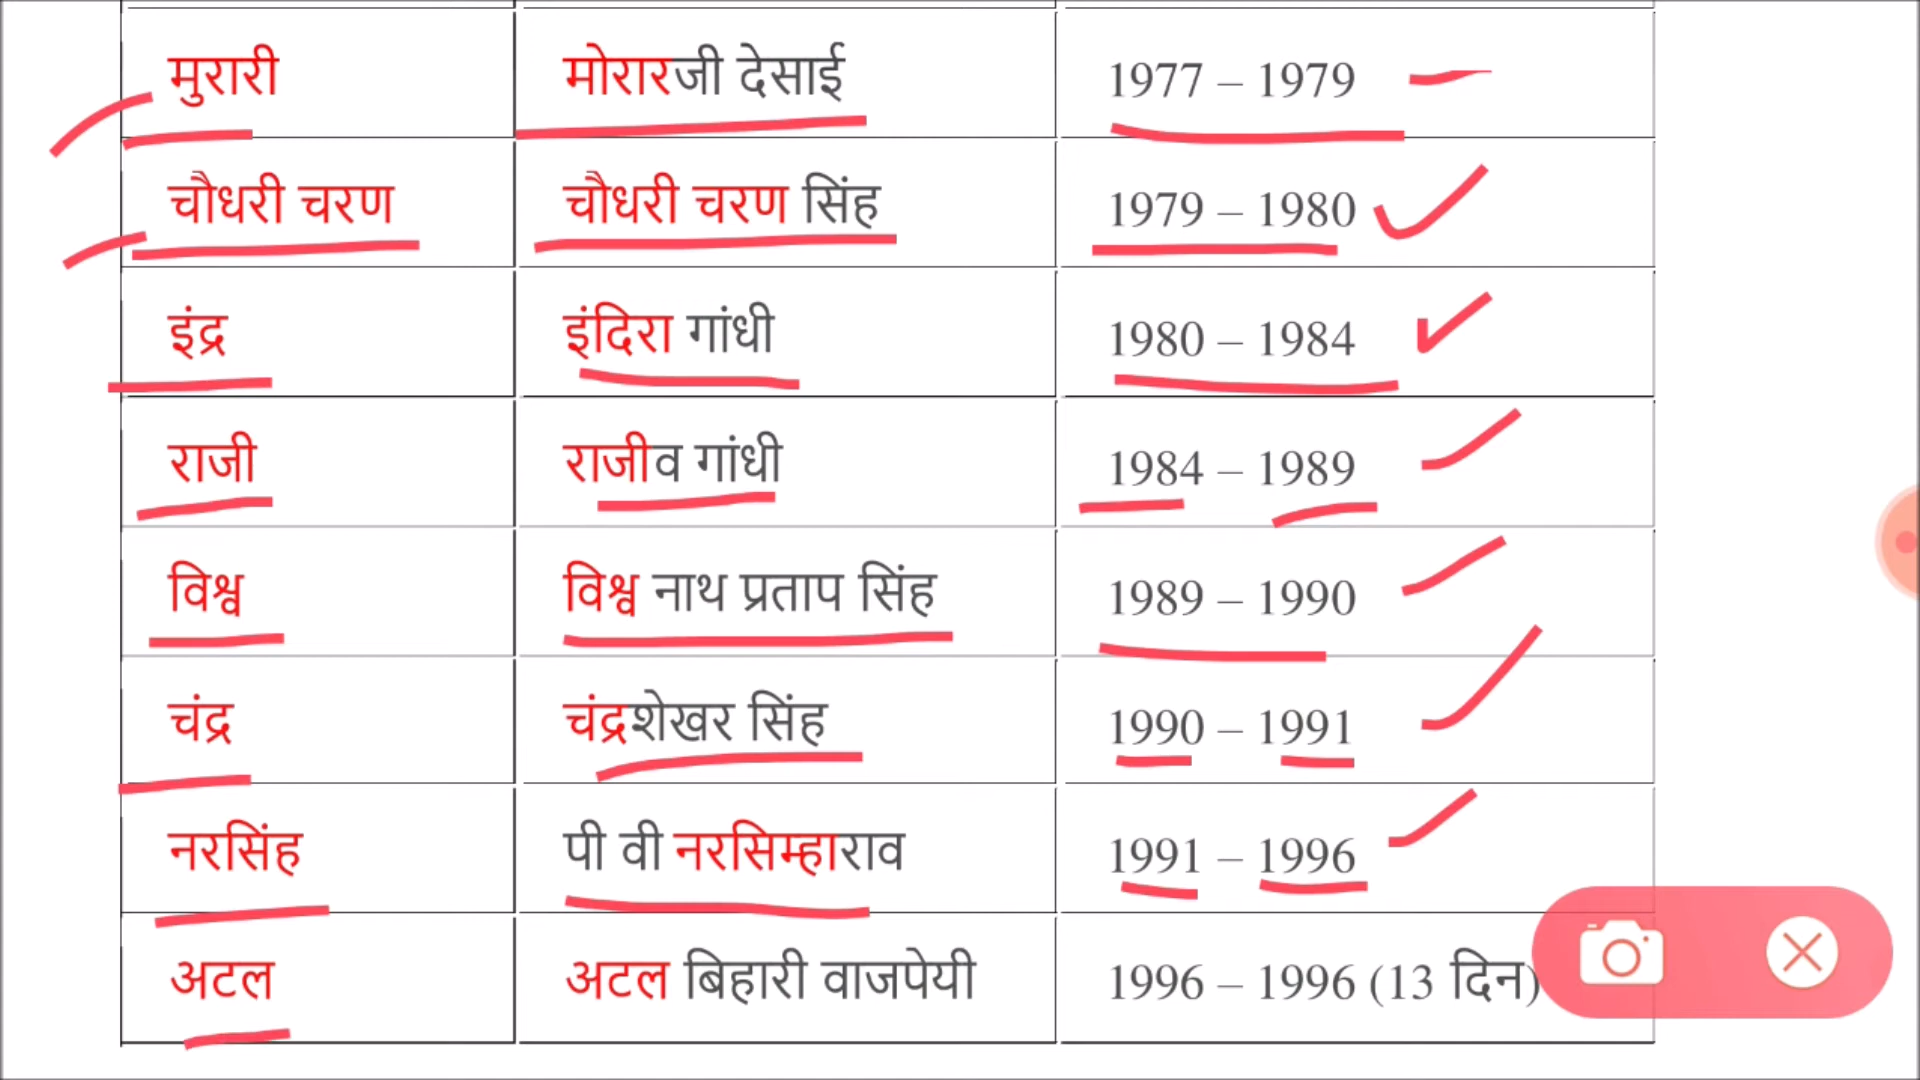 मुरारी मोरारजी देसाई 1977 – 1979
चौधरी चरण चौधरी चरण सिंह 1979 – 1980
इंद्र इंदिरा गांधी 1980 – 1984
राजी राजीव गांधी 1984 – 1989
विश्व विश्व नाथ प्रताप सिंह 1989 – 1990
चंद्र चंद्रशेखर सिंह 1990 – 1991
नरसिंह पी वी नरसिम्हाराव 1991 – 1996
अटल अटल बिहारी वाजपेयी 1996 – 1996 (13 दिन)